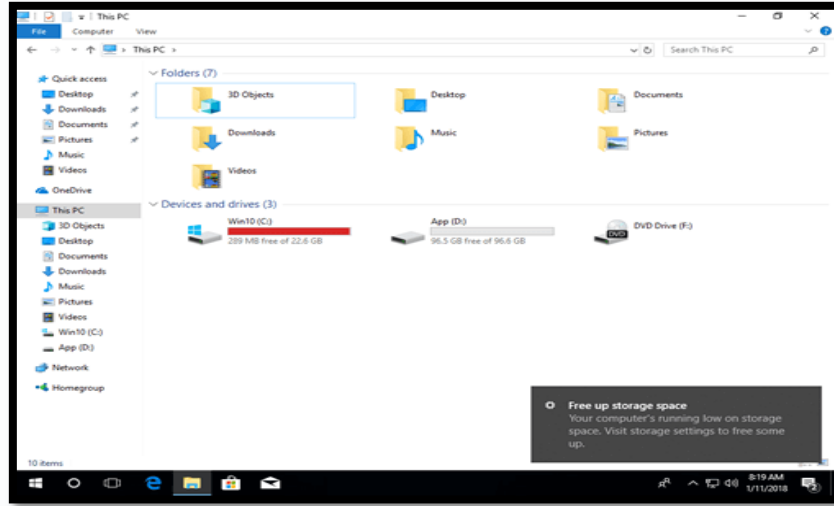 This PC
File Computer View
This PC
Search This PC
Quick access
Desktop
Downloads
Documents
Pictures
Music
Videos
OneDrive
This PC
3D Objects
Desktop
Documents
Downloads
Music
Pictures
Videos
Win10 (C:)
App (D:)
Network
Homegroup
Folders (7)
3D Objects
Desktop
Documents
Downloads
Music
Pictures
Videos
Devices and drives (3)
Win10 (C:)
289 MB free of 22.6 GB
App (D:)
96.5 GB free of 96.6 GB
DVD Drive (F:)
DVD
Free up storage space
Your computer's running low on storage
space. Visit storage settings to free some
up.
10 items
8:19 AM
1/11/2018
2